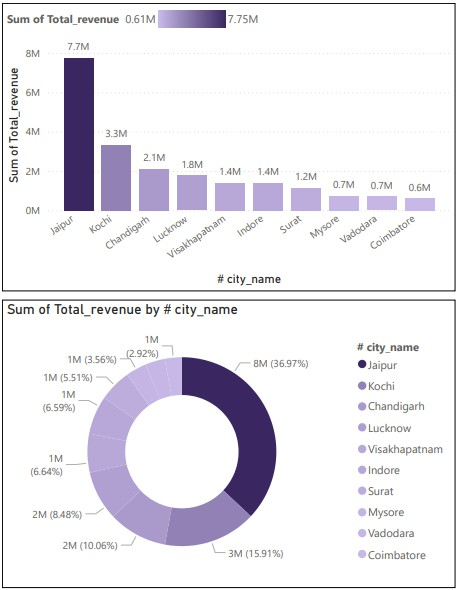 Sum of Total_revenue 0.61M 7.75M
Sum of Total_revenue
8M
6M
4M
2M
0M
7.7M
3.3M
2.1M
1.8M
1.4M
1.4M
1.2M
0.7M
0.7M
0.6M
Jaipur
Kochi
Chandigarh
Lucknow
Visakhapatnam
Indore
Surat
Mysore
Vadodara
Coimbatore
# city_name
Sum of Total_revenue by # city_name
8M (36.97%)
3M (15.91%)
2M (10.06%)
2M (8.48%)
1M
(6.64%)
1M
(6.59%)
1M (5.51%)
1M (3.56%)
1M
(2.92%)
# city_name
Jaipur
Kochi
Chandigarh
Lucknow
Visakhapatnam
Indore
Surat
Mysore
Vadodara
Coimbatore